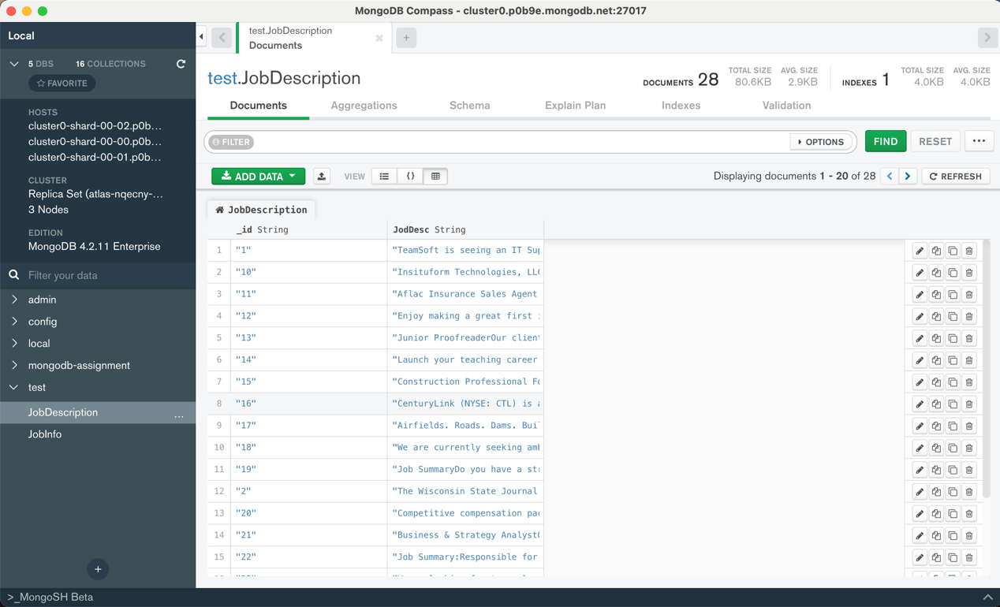 MongoDB Compass - cluster0.p0b9e.mongodb.net:27017
Local
5 DBS 16 COLLECTIONS
FAVORITE
HOSTS
cluster0-shard-00-02.p0b...
cluster0-shard-00-00.p0b...
cluster0-shard-00-01.p0b...
CLUSTER
Replica Set (atlas-nqecny-...
3 Nodes
EDITION
MongoDB 4.2.11 Enterprise
Filter your data
admin
config
local
mongodb-assignment
test
JobDescription ...
JobInfo
>_MongoSH Beta
test.JobDescription
Documents
test.JobDescription
DOCUMENTS 28 TOTAL SIZE 80.6KB AVG. SIZE 2.9KB INDEXES 1 TOTAL SIZE 4.0KB AVG. SIZE 4.0KB
Documents Aggregations Schema Explain Plan Indexes Validation
FILTER OPTIONS FIND RESET ...
ADD DATA VIEW {} Displaying documents 1 - 20 of 28 < > REFRESH
JobDescription
_id String JodDesc String
1 "1" "TeamSoft is seeing an IT Sup
2 "10" "Insituform Technologies, LLC
3 "11" "Aflac Insurance Sales Agent
4 "12" "Enjoy making a great first
5 "13" "Junior ProofreaderOur client
6 "14" "Launch your teaching career
7 "15" "Construction Professional Fo
8 "16" "CenturyLink (NYSE: CTL) is a
9 "17" "Airfields. Roads. Dams. Buil
10 "18" "We are currently seeking amb
11 "19" "Job SummaryDo you have a str
12 "2" "The Wisconsin State Journal
13 "20" "Competitive compensation pac
14 "21" "Business & Strategy Analyst
15 "22" "Job Summary:Responsible for